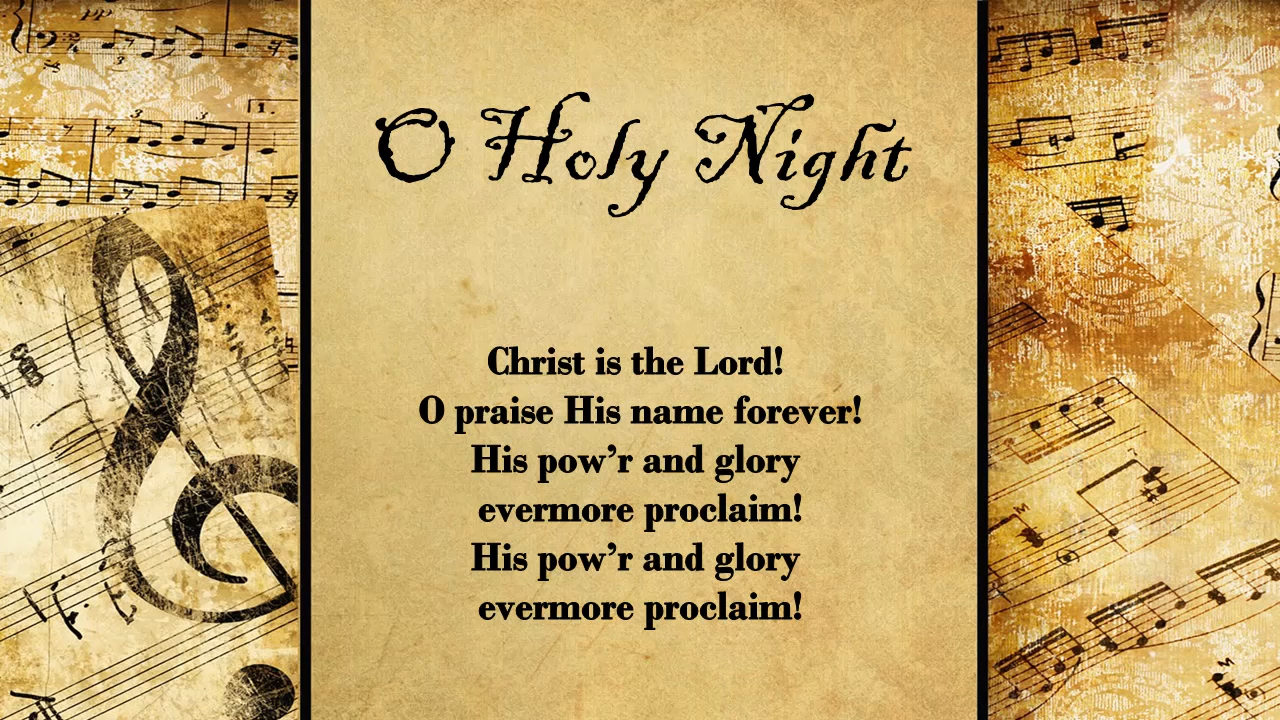 O Holy Night
Christ is the Lord!
O praise His name forever!
His pow’r and glory
evermore proclaim!
His pow’r and glory
evermore proclaim!